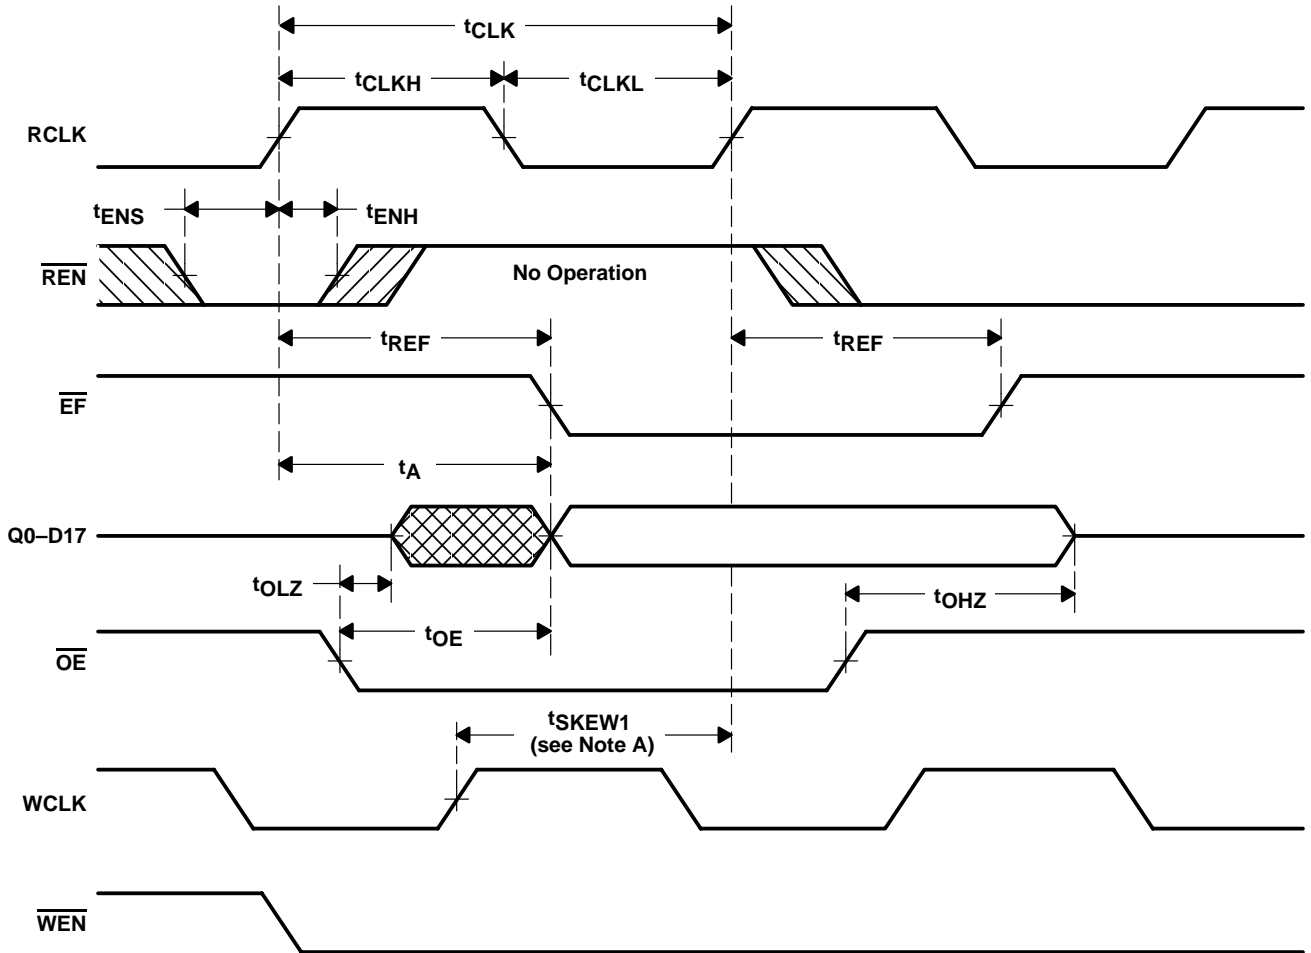 tCLK
tCLKH
tCLKL
RCLK
tENS
tENH
REN
No Operation
tREF
tREF
EF
tA
Q0–D17
tOLZ
tOHZ
tOE
OE
tSKEW1
(see Note A)
WCLK
WEN